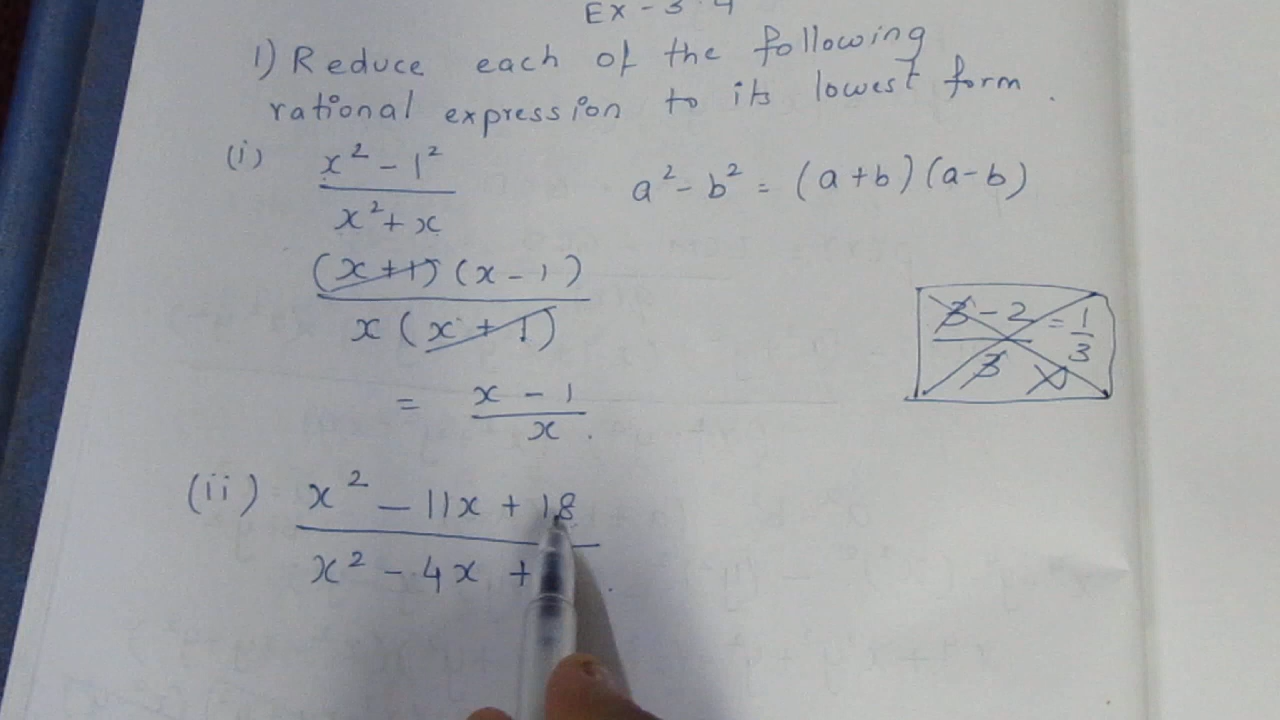 Ex - 3.4
1) Reduce each of the following
rational expression to its lowest form.
(i) x² - 1² / x² + x
a² - b² = (a+b)(a-b)
(x+1)(x-1) / x(x+1)
3-2 / 3 = 1/3
= x - 1 / x.
(ii) x² - 11x + 18 / x² - 4x +